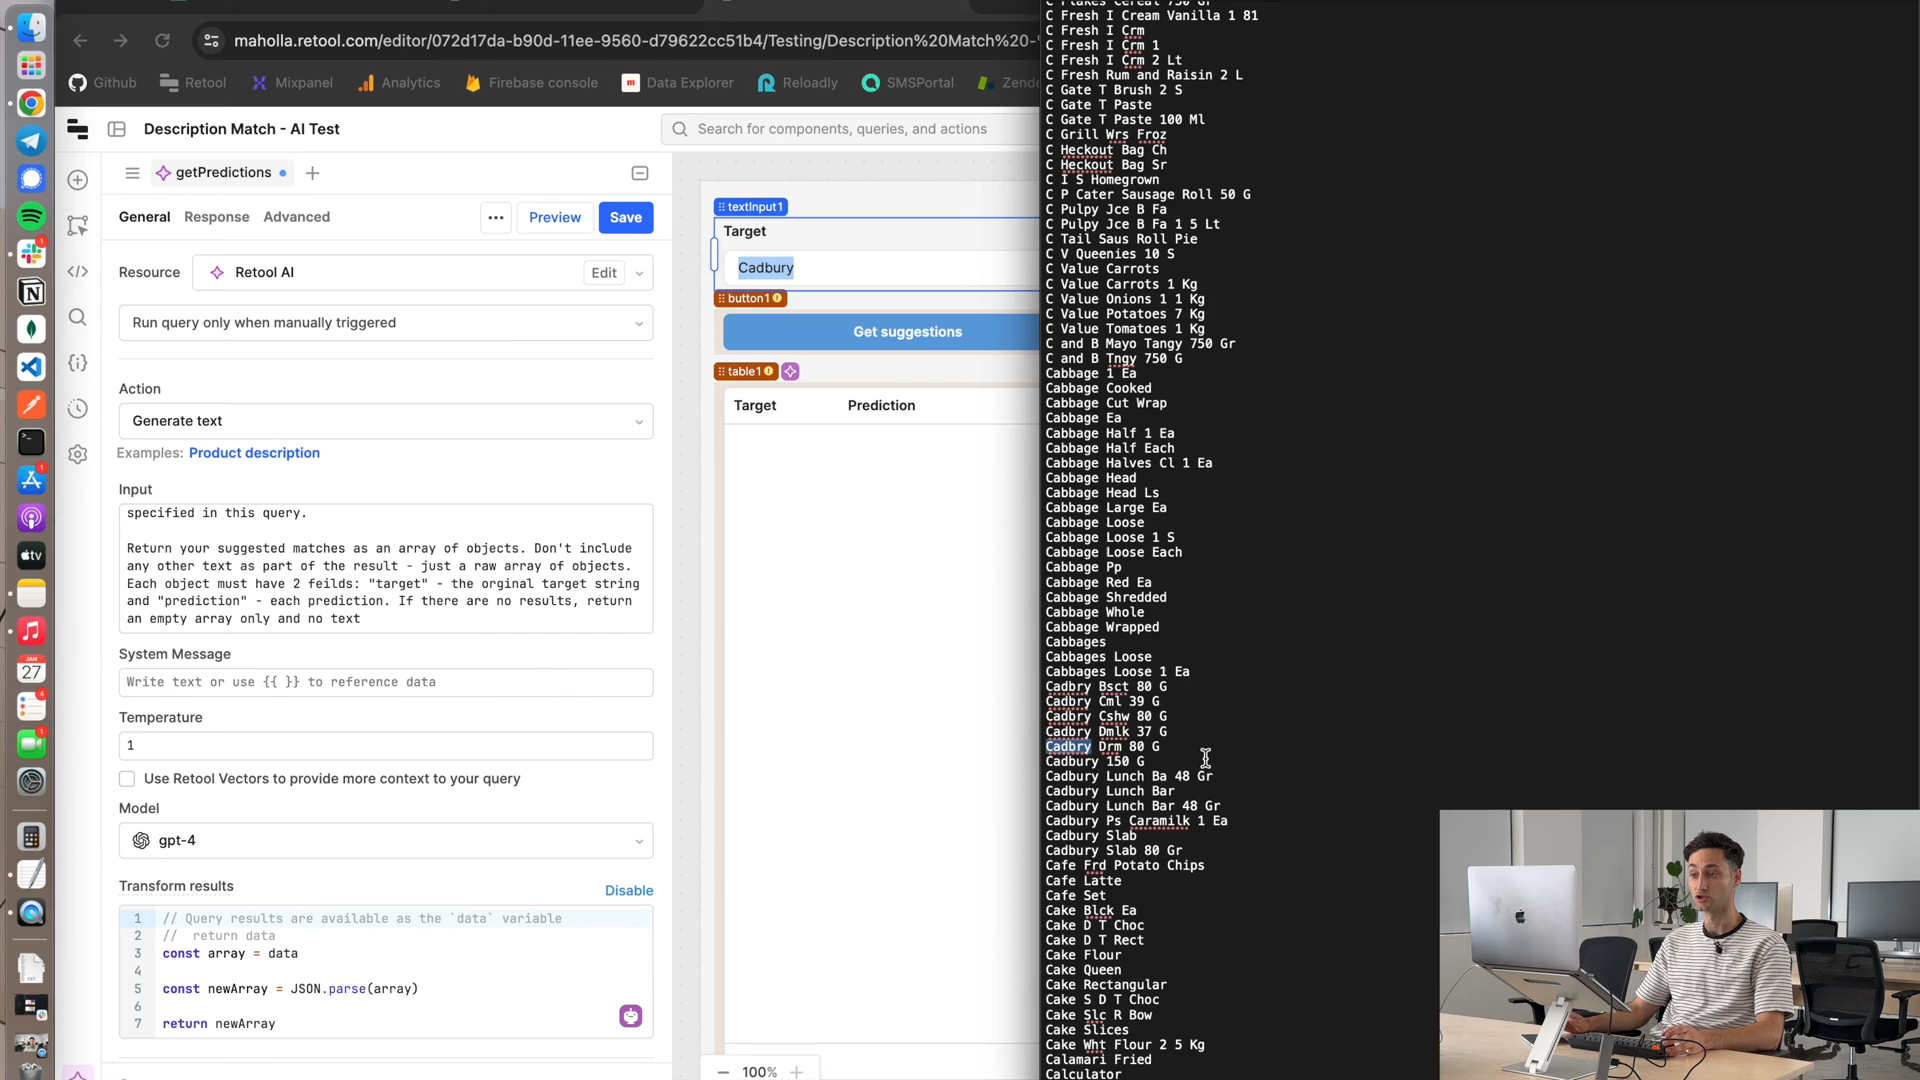 maholla.retool.com/editor/072d17da-b90d-11ee-9560-d79622cc51b4/Testing/Description%20Match%20-
Github
Retool
Mixpanel
Analytics
Firebase console
Data Explorer
Reloadly
SMSPortal
Description Match - AI Test
Search for components, queries, and actions
getPredictions
General Response Advanced
Preview
Save
Resource
Retool AI
Edit
Run query only when manually triggered
Action
Generate text
Examples: Product description
Input
specified in this query.
Return your suggested matches as an array of objects. Don't include
any other text as part of the result - just a raw array of objects.
Each object must have 2 feilds: "target" - the orginal target string
and "prediction" - each prediction. If there are no results, return
an empty array only and no text
System Message
Write text or use {{ }} to reference data
Temperature
1
Use Retool Vectors to provide more context to your query
Model
gpt-4
Transform results
Disable
1 // Query results are available as the `data` variable
2 // return data
3 const array = data
4
5 const newArray = JSON.parse(array)
6
7 return newArray
textInput1
Target
Cadbury
button1
Get suggestions
table1
Target Prediction
100%
JAN
27
tv
C Flakes Cereal 750 Gr
C Fresh I Cream Vanilla 1 81
C Fresh I Crm
C Fresh I Crm 1
C Fresh I Crm 2 Lt
C Fresh Rum and Raisin 2 L
C Gate T Brush 2 S
C Gate T Paste
C Gate T Paste 100 Ml
C Grill Wrs Froz
C Heckout Bag Ch
C Heckout Bag Sr
C I S Homegrown
C P Cater Sausage Roll 50 G
C Pulpy Jce B Fa
C Pulpy Jce B Fa 1 5 Lt
C Tail Saus Roll Pie
C V Queenies 10 S
C Value Carrots
C Value Carrots 1 Kg
C Value Onions 1 1 Kg
C Value Potatoes 7 Kg
C Value Tomatoes 1 Kg
C and B Mayo Tangy 750 Gr
C and B Tngy 750 G
Cabbage 1 Ea
Cabbage Cooked
Cabbage Cut Wrap
Cabbage Ea
Cabbage Half 1 Ea
Cabbage Half Each
Cabbage Halves Cl 1 Ea
Cabbage Head
Cabbage Head Ls
Cabbage Large Ea
Cabbage Loose
Cabbage Loose 1 S
Cabbage Loose Each
Cabbage Pp
Cabbage Red Ea
Cabbage Shredded
Cabbage Whole
Cabbage Wrapped
Cabbages
Cabbages Loose
Cabbages Loose 1 Ea
Cadbry Bsct 80 G
Cadbry Cml 39 G
Cadbry Cshw 80 G
Cadbry Dmlk 37 G
Cadbry Drm 80 G
Cadbury 150 G
Cadbury Lunch Ba 48 Gr
Cadbury Lunch Bar
Cadbury Lunch Bar 48 Gr
Cadbury Ps Caramilk 1 Ea
Cadbury Slab
Cadbury Slab 80 Gr
Cafe Frd Potato Chips
Cafe Latte
Cafe Set
Cake Blck Ea
Cake D T Choc
Cake D T Rect
Cake Flour
Cake Queen
Cake Rectangular
Cake S D T Choc
Cake Slc R Bow
Cake Slices
Cake Wht Flour 2 5 Kg
Calamari Fried
Calculator